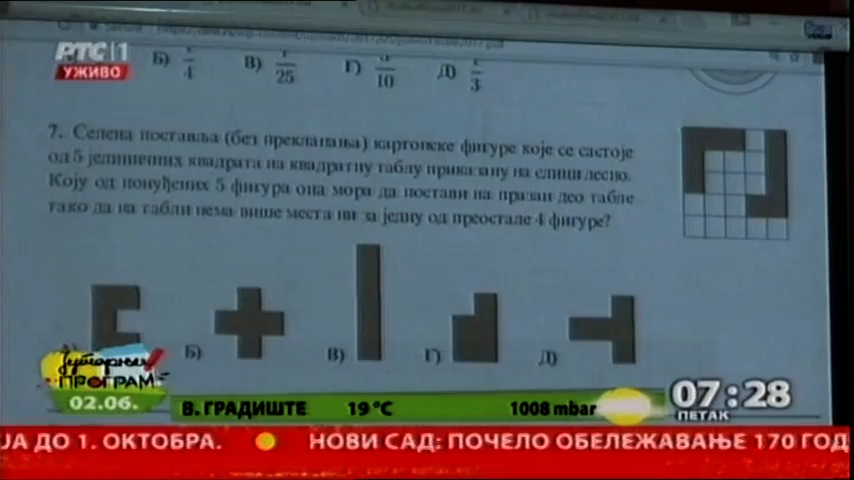 РТС 1
УЖИВО
Б) 4
В) 25
Г) 10
Д) 3
7. Селена поставља (без преклапања) картонске фигуре које се састоје
од 5 јединичних квадрата на квадратну таблу приказану на слици десно.
Коју од понуђених 5 фигура она мора да постави на празан део табле
тако да на табли нема више места ни за једну од преостале 4 фигуре?
Б)
В)
Г)
Д)
Јутарњи
ПРОГРАМ
02.06.
В. ГРАДИШТЕ 19 °C 1008 mbar
07:28
ПЕТАК
ЈА ДО 1. ОКТОБРА. НОВИ САД: ПОЧЕЛО ОБЕЛЕЖАВАЊЕ 170 ГОД